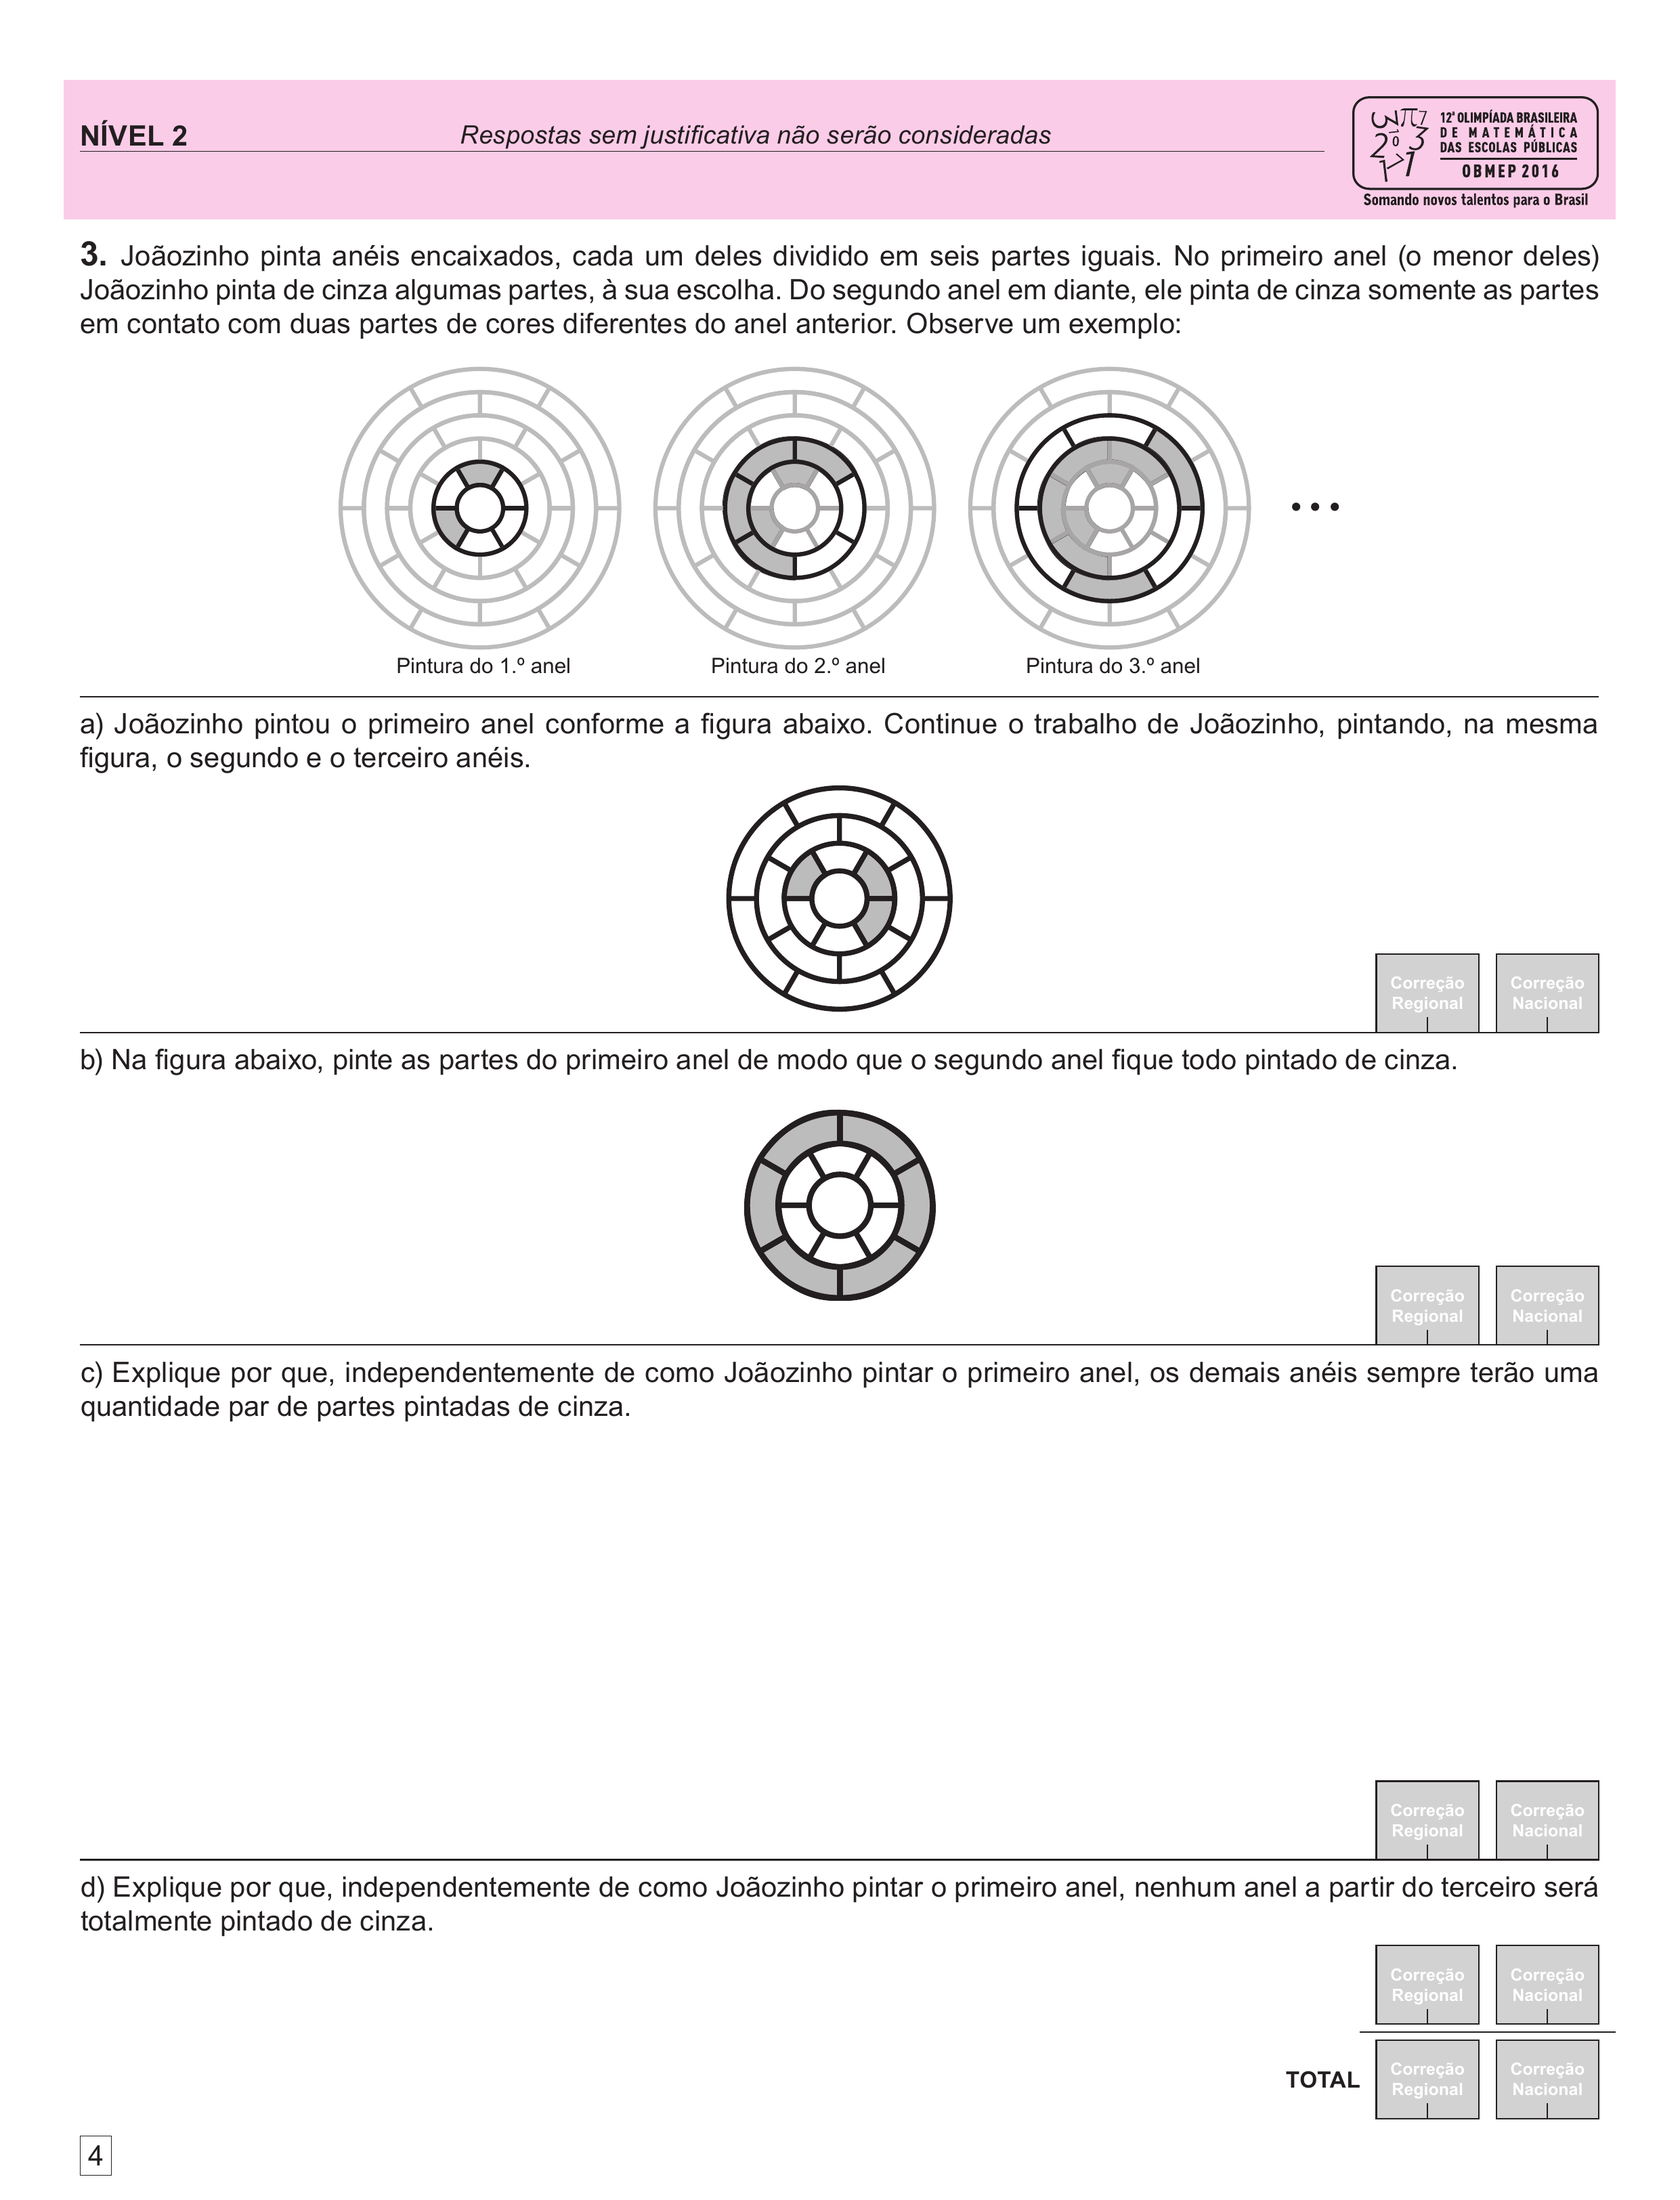 NÍVEL 2
Respostas sem justificativa não serão consideradas
12ª OLIMPÍADA BRASILEIRA
DE MATEMÁTICA
DAS ESCOLAS PÚBLICAS
OBMEP 2016
Somando novos talentos para o Brasil
3. Joãozinho pinta anéis encaixados, cada um deles dividido em seis partes iguais. No primeiro anel (o menor deles)
Joãozinho pinta de cinza algumas partes, à sua escolha. Do segundo anel em diante, ele pinta de cinza somente as partes
em contato com duas partes de cores diferentes do anel anterior. Observe um exemplo:
Pintura do 1.º anel
Pintura do 2.º anel
Pintura do 3.º anel
a) Joãozinho pintou o primeiro anel conforme a figura abaixo. Continue o trabalho de Joãozinho, pintando, na mesma
figura, o segundo e o terceiro anéis.
Correção
Regional
Correção
Nacional
b) Na figura abaixo, pinte as partes do primeiro anel de modo que o segundo anel fique todo pintado de cinza.
Correção
Regional
Correção
Nacional
c) Explique por que, independentemente de como Joãozinho pintar o primeiro anel, os demais anéis sempre terão uma
quantidade par de partes pintadas de cinza.
Correção
Regional
Correção
Nacional
d) Explique por que, independentemente de como Joãozinho pintar o primeiro anel, nenhum anel a partir do terceiro será
totalmente pintado de cinza.
Correção
Regional
Correção
Nacional
TOTAL
Correção
Regional
Correção
Nacional
4